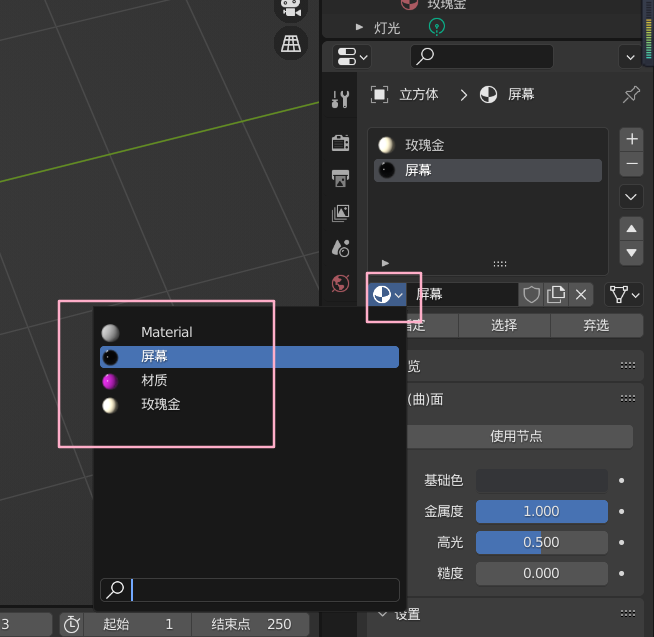 玫瑰金
灯光
立方体 屏幕
玫瑰金
屏幕
屏幕
定 选择 弃选
Material
屏幕
材质
玫瑰金
览
(曲)面
使用节点
基础色
金属度 1.000
高光 0.500
糙度 0.000
设置
3 起始 1 结束点 250